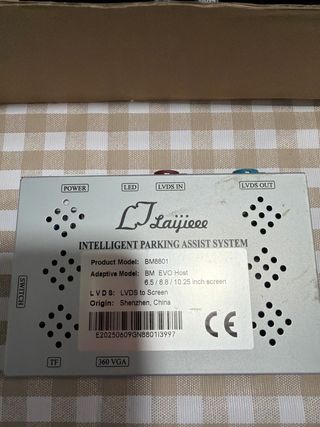 POWER LED LVDS IN LVDS OUT
Laijieee
INTELLIGENT PARKING ASSIST SYSTEM
Product Model: BM8801
Adaptive Model: BM EVO Host
6.5 / 8.8 / 10.25 inch screen
LVDS: LVDS to Screen
Origin: Shenzhen, China
CE
E20250609GN8801I3997
SWITCH
TF 360 VGA